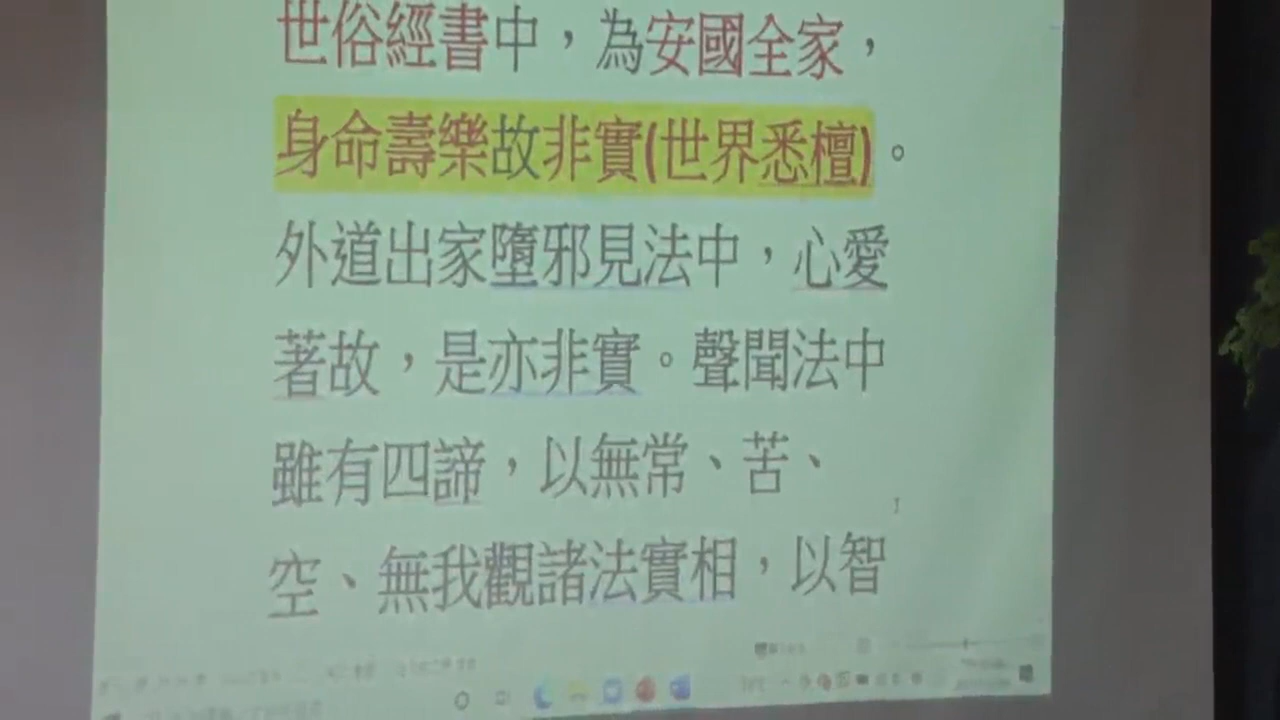 世俗經書中，為安國全家，
身命壽樂故非實(世界悉檀)。
外道出家墮邪見法中，心愛
著故，是亦非實。聲聞法中
雖有四諦，以無常、苦、
空、無我觀諸法實相，以智